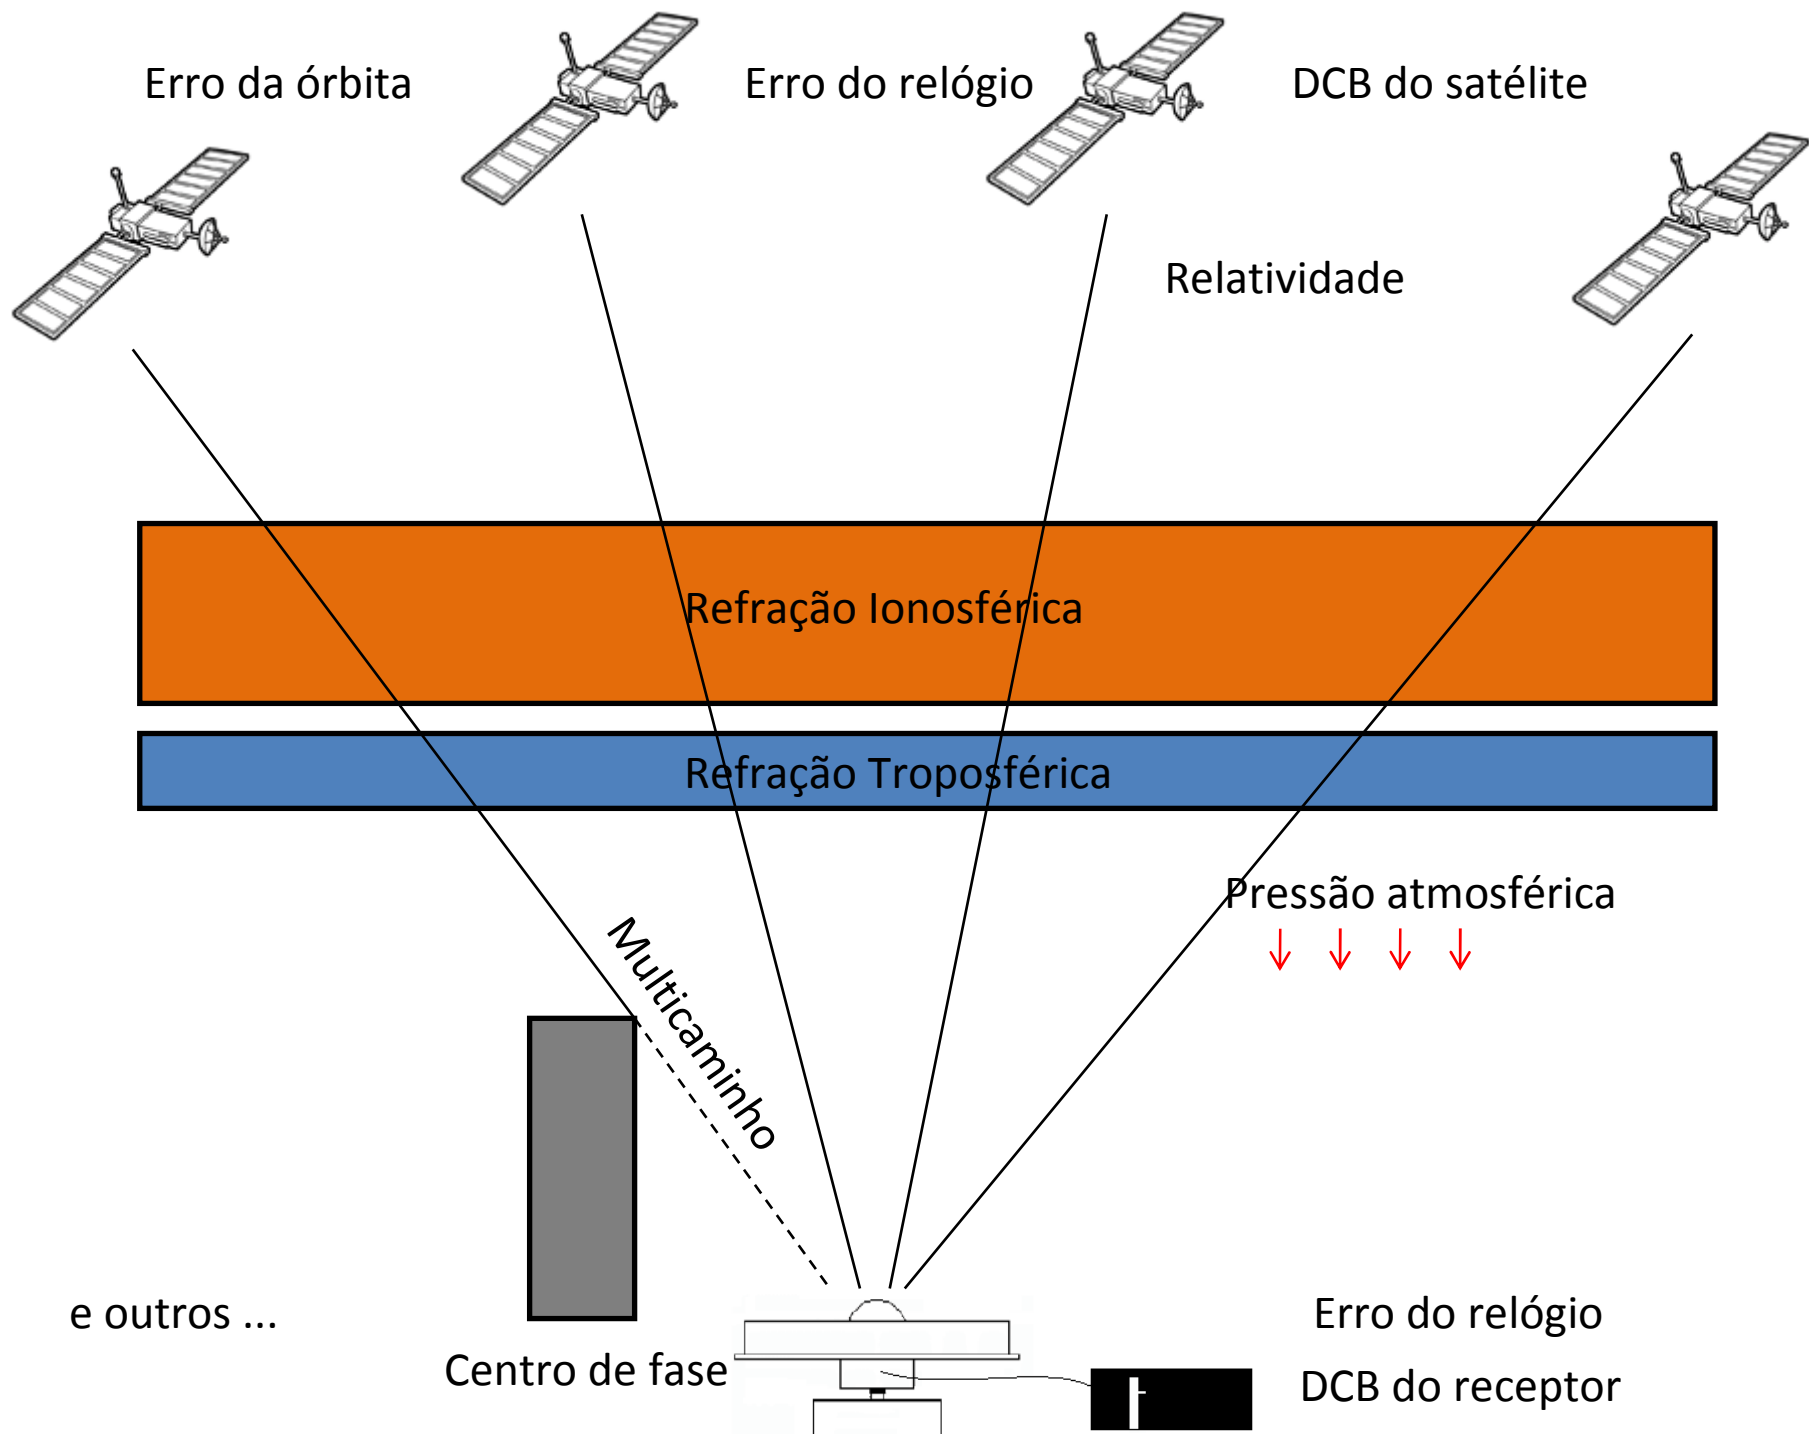 Erro da órbita
Erro do relógio
DCB do satélite
Relatividade
Refração Ionosférica
Refração Troposférica
Pressão atmosférica
Multicaminho
e outros ...
Centro de fase
Erro do relógio
DCB do receptor